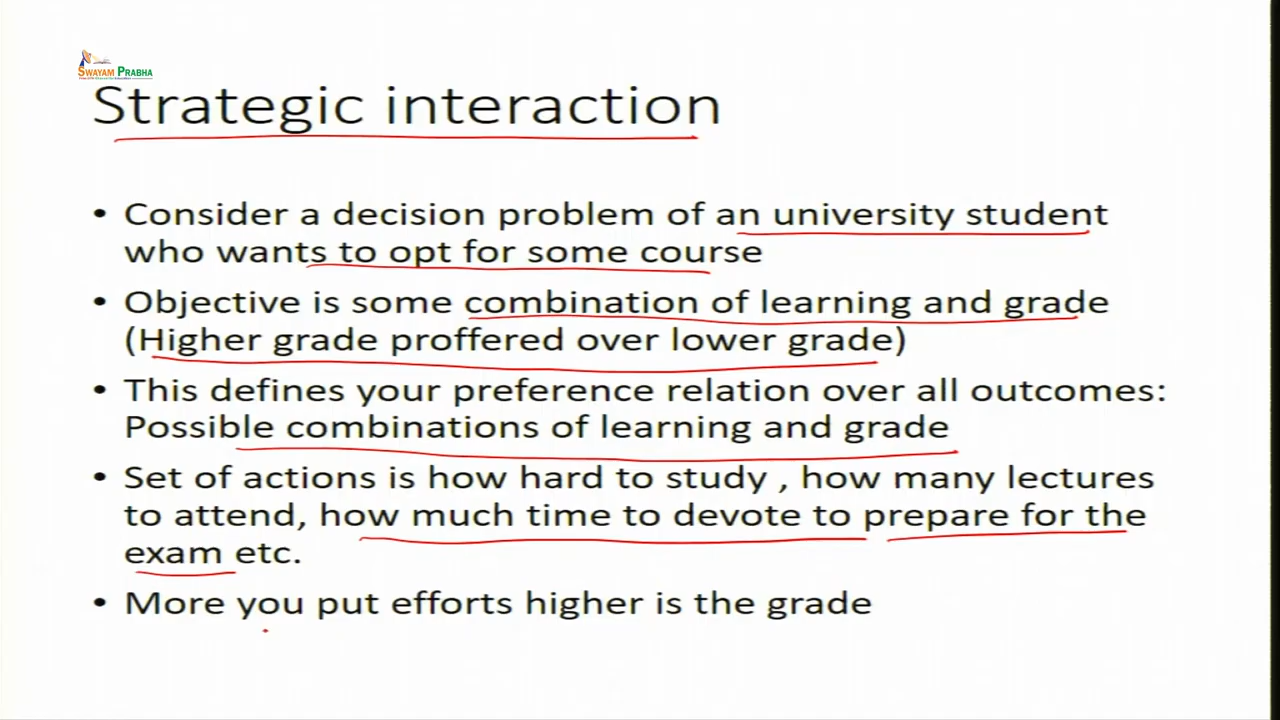 SWAYAM PRABHA
Strategic interaction
• Consider a decision problem of an university student
who wants to opt for some course
• Objective is some combination of learning and grade
(Higher grade proffered over lower grade)
• This defines your preference relation over all outcomes:
Possible combinations of learning and grade
• Set of actions is how hard to study , how many lectures
to attend, how much time to devote to prepare for the
exam etc.
• More you put efforts higher is the grade